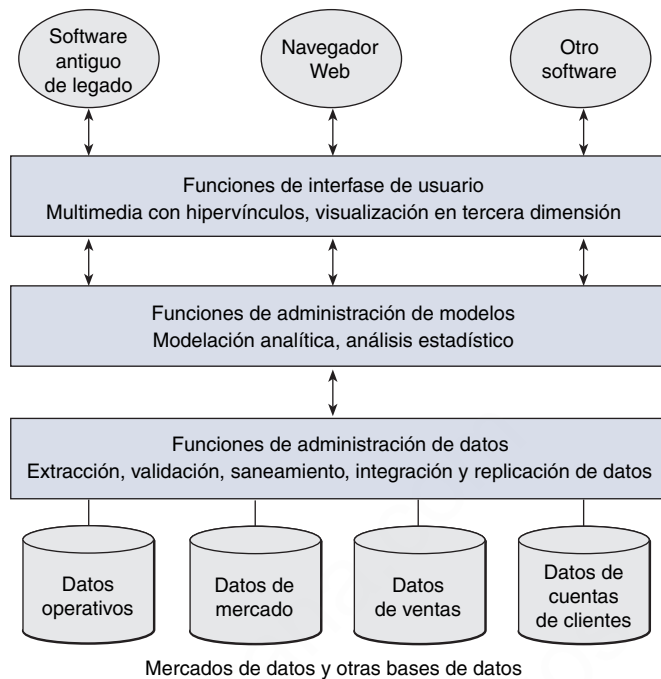 Software
antiguo
de legado
Navegador
Web
Otro
software
Funciones de interfase de usuario
Multimedia con hipervínculos, visualización en tercera dimensión
Funciones de administración de modelos
Modelación analítica, análisis estadístico
Funciones de administración de datos
Extracción, validación, saneamiento, integración y replicación de datos
Datos
operativos
Datos de
mercado
Datos
de ventas
Datos de
cuentas
de clientes
Mercados de datos y otras bases de datos